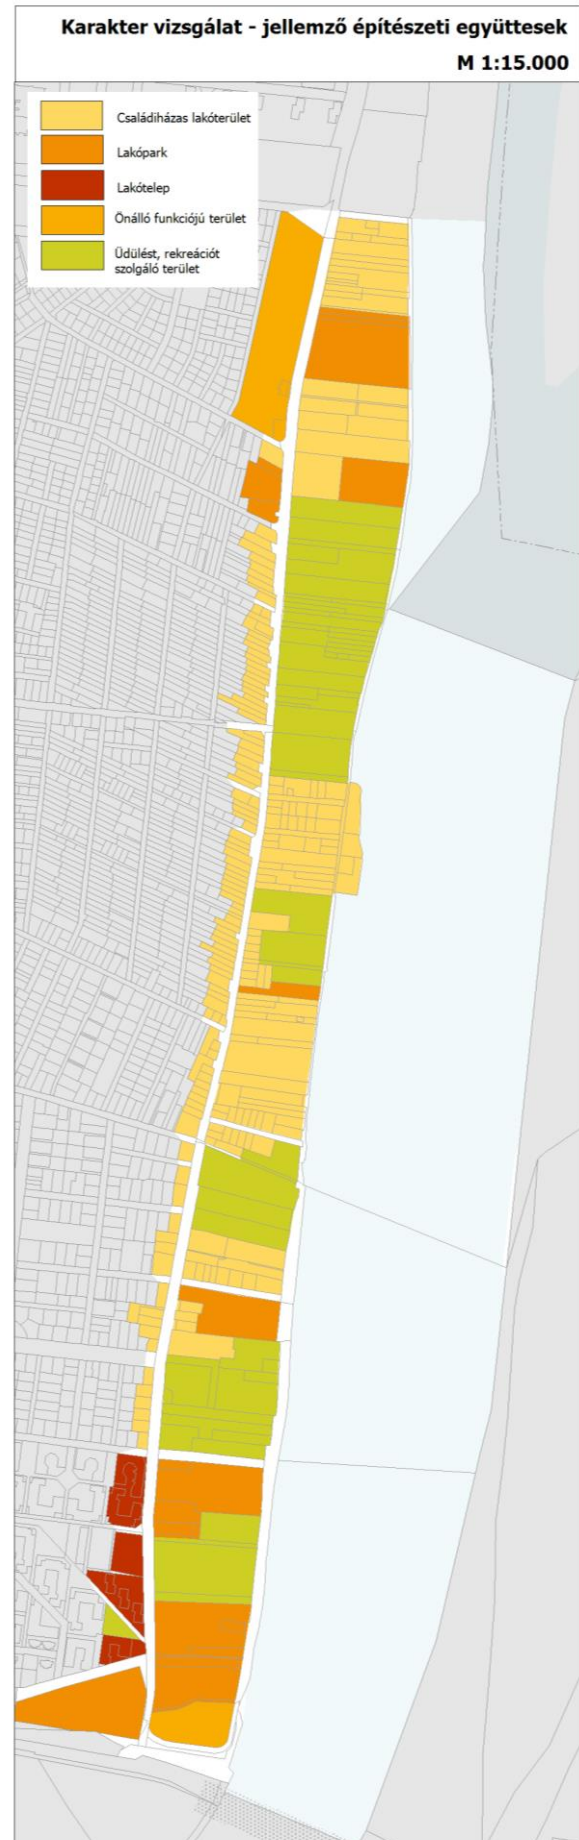 Karakter vizsgálat - jellemző építészeti együttesek
M 1:15.000
Családiházas lakóterület
Lakópark
Lakótelep
Önálló funkciójú terület
Üdülést, rekreációt
szolgáló terület